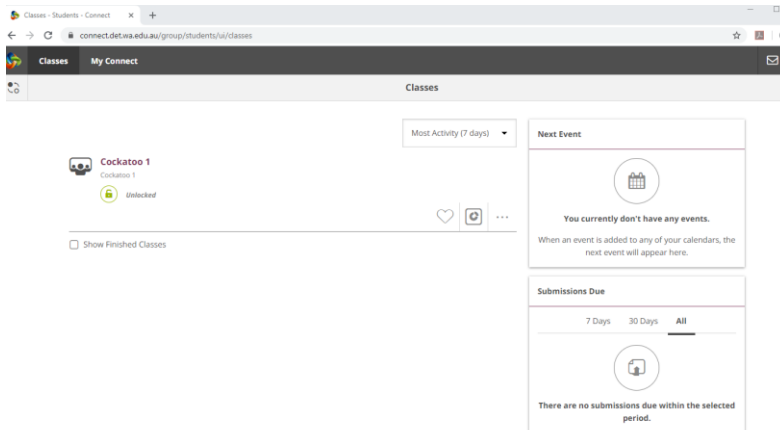 Classes - Students - Connect
connect.det.wa.edu.au/group/students/ui/classes
Classes My Connect
Classes
Most Activity (7 days)
Cockatoo 1
Cockatoo 1
Unlocked
Show Finished Classes
Next Event
You currently don't have any events.
When an event is added to any of your calendars, the
next event will appear here.
Submissions Due
7 Days 30 Days All
There are no submissions due within the selected
period.